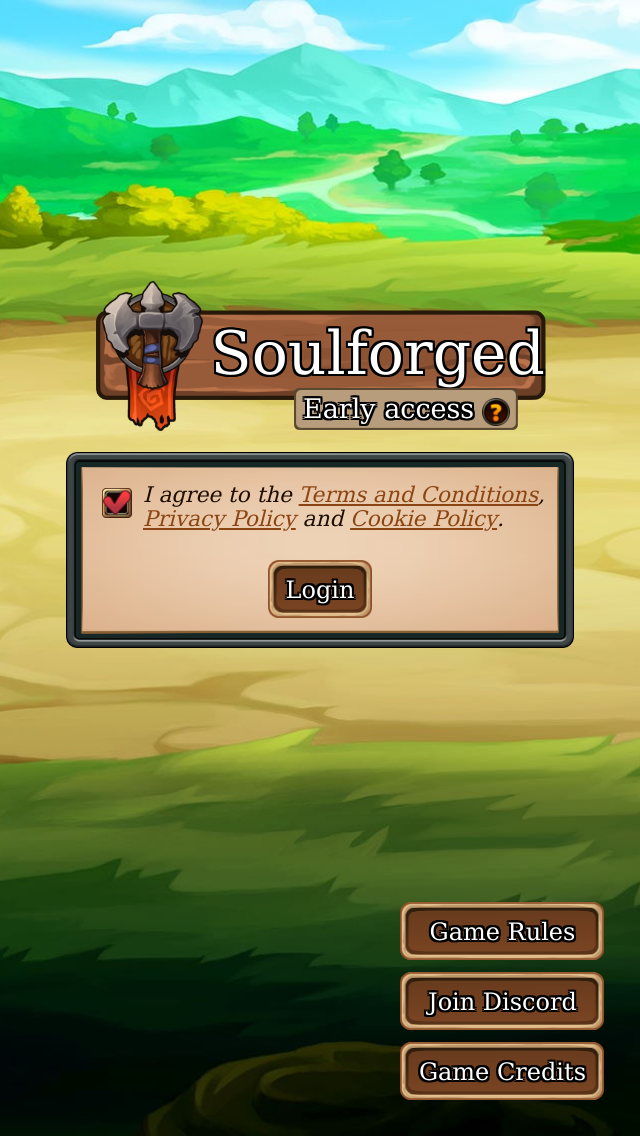 Soulforged
Early access ?
I agree to the Terms and Conditions,
Privacy Policy and Cookie Policy.
Login
Game Rules
Join Discord
Game Credits